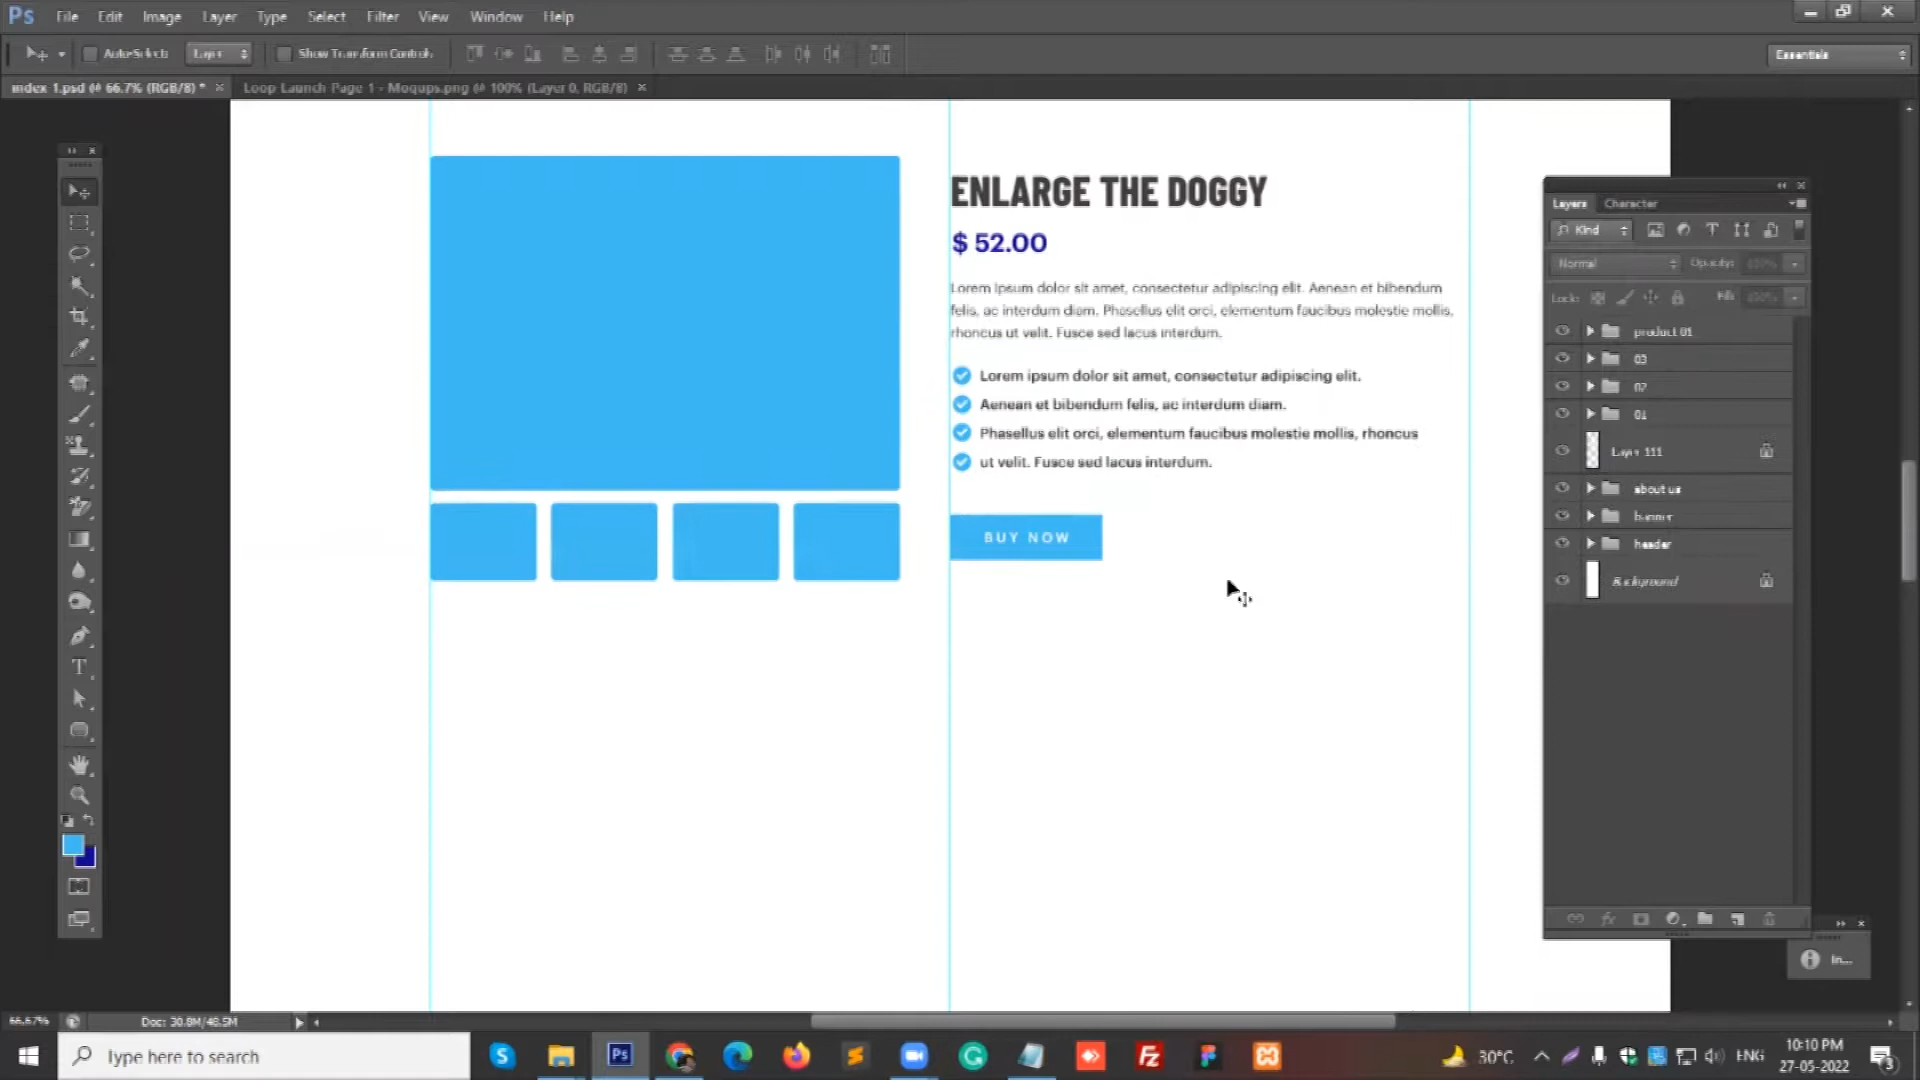 Ps File Edit Image Layer Type Select Filter View Window Help
Auto-Select: Layer Show Transform Controls Essentials
index 1.psd @ 66.7% (RGB/8) * × Loop Launch Page 1 - Moqups.png @ 100% (Layer 0, RGB/8) ×
ENLARGE THE DOGGY
$ 52.00
Lorem ipsum dolor sit amet, consectetur adipiscing elit. Aenean et bibendum
felis, ac interdum diam. Phasellus elit orci, elementum faucibus molestie mollis,
rhoncus ut velit. Fusce sed lacus interdum.
Lorem ipsum dolor sit amet, consectetur adipiscing elit.
Aenean et bibendum felis, ac interdum diam.
Phasellus elit orci, elementum faucibus molestie mollis, rhoncus
ut velit. Fusce sed lacus interdum.
BUY NOW
Layers Character
Kind
Normal Opacity:
Lock: Fill:
product 01
03
02
01
Layer 111
about us
banner
header
Background
fx
In...
66.67% Doc: 30.8M/48.5M
Type here to search
30°C ENG
10:10 PM
27-05-2022
3